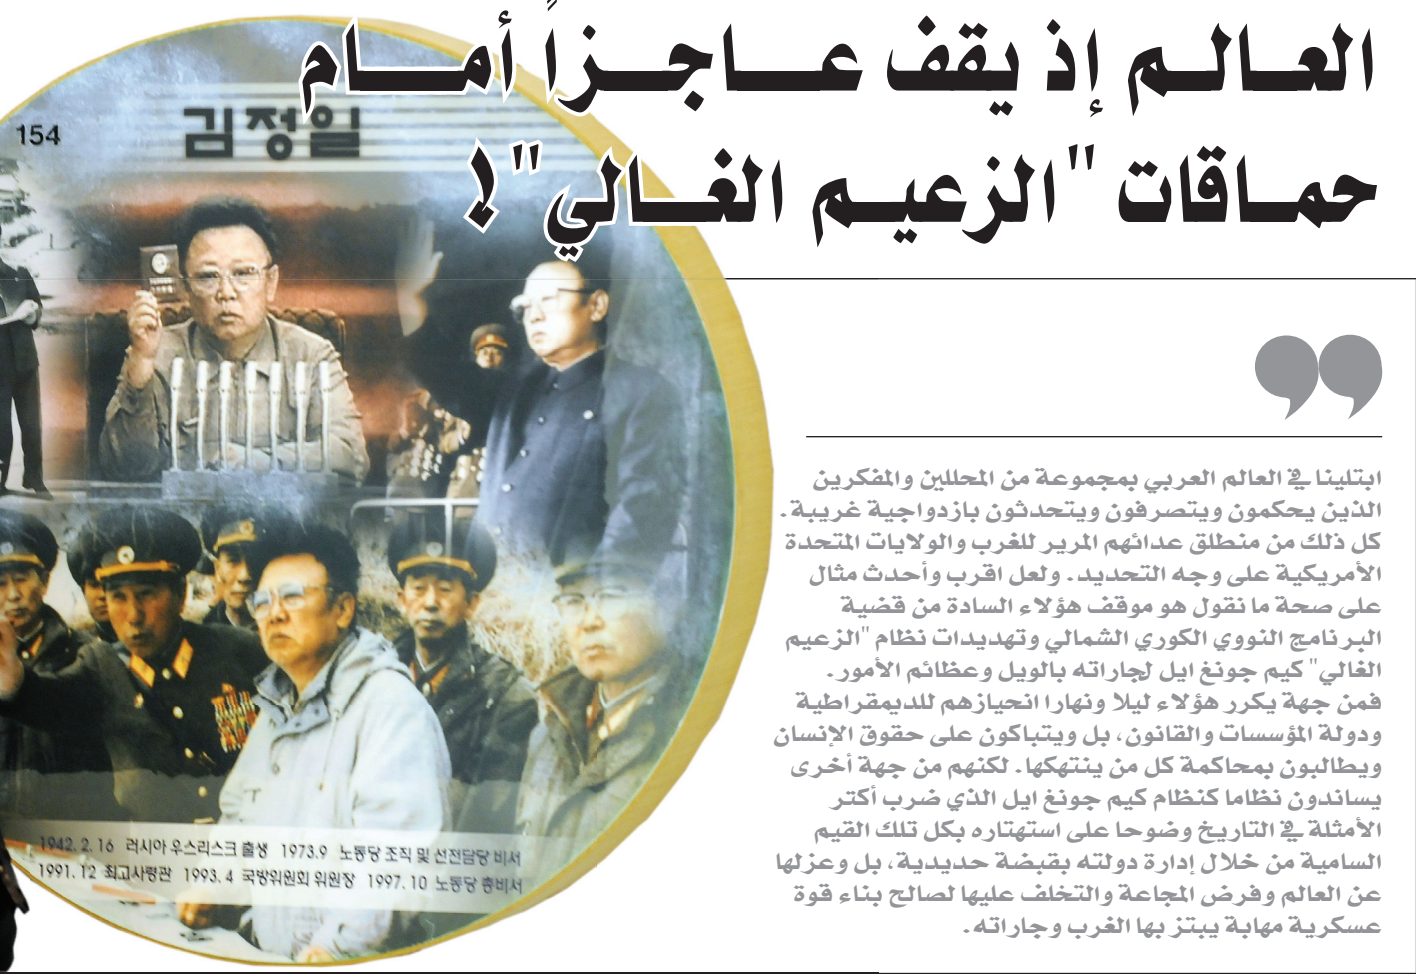 العالم إذ يقف عاجزاً أمام
حماقات "الزعيم الغالي"!
ابتلينا في العالم العربي بمجموعة من المحللين والمفكرين
الذين يحكمون ويتصرفون ويتحدثون بازدواجية غريبة.
كل ذلك من منطلق عدائهم المرير للغرب والولايات المتحدة
الأمريكية على وجه التحديد. ولعل اقرب وأحدث مثال
على صحة ما نقول هو موقف هؤلاء السادة من قضية
البرنامج النووي الكوري الشمالي وتهديدات نظام "الزعيم
الغالي" كيم جونغ ايل لجاراته بالويل وعظائم الأمور.
فمن جهة يكرر هؤلاء ليلا ونهارا انحيازهم للديمقراطية
ودولة المؤسسات والقانون، بل ويتباكون على حقوق الإنسان
ويطالبون بمحاكمة كل من ينتهكها. لكنهم من جهة أخرى
يساندون نظاما كنظام كيم جونغ ايل الذي ضرب أكتر
الأمثلة في التاريخ وضوحا على استهتاره بكل تلك القيم
السامية من خلال إدارة دولته بقبضة حديدية، بل وعزلها
عن العالم وفرض المجاعة والتخلف عليها لصالح بناء قوة
عسكرية مهابة يبتز بها الغرب وجاراته.
154
김정일
1942. 2. 16 러시아 우스리스크 출생 1973.9 노동당 조직 및 선전담당 비서
1991. 12 최고사령관 1993. 4 국방위원회 위원장 1997. 10 노동당 총비서